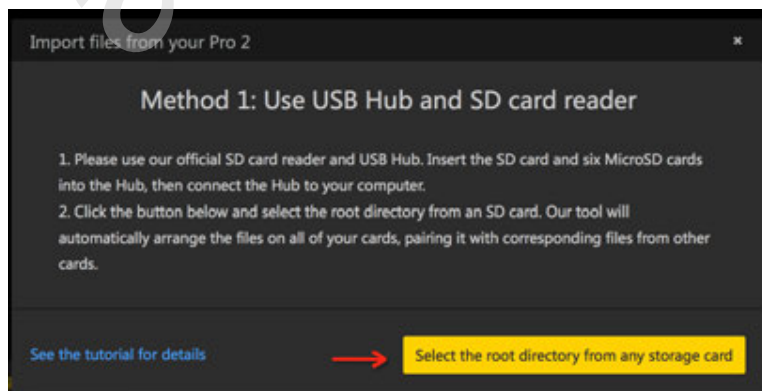 Import files from your Pro 2
Method 1: Use USB Hub and SD card reader
1. Please use our official SD card reader and USB Hub. Insert the SD card and six MicroSD cards
into the Hub, then connect the Hub to your computer.
2. Click the button below and select the root directory from an SD card. Our tool will
automatically arrange the files on all of your cards, pairing it with corresponding files from other
cards.
See the tutorial for details
Select the root directory from any storage card